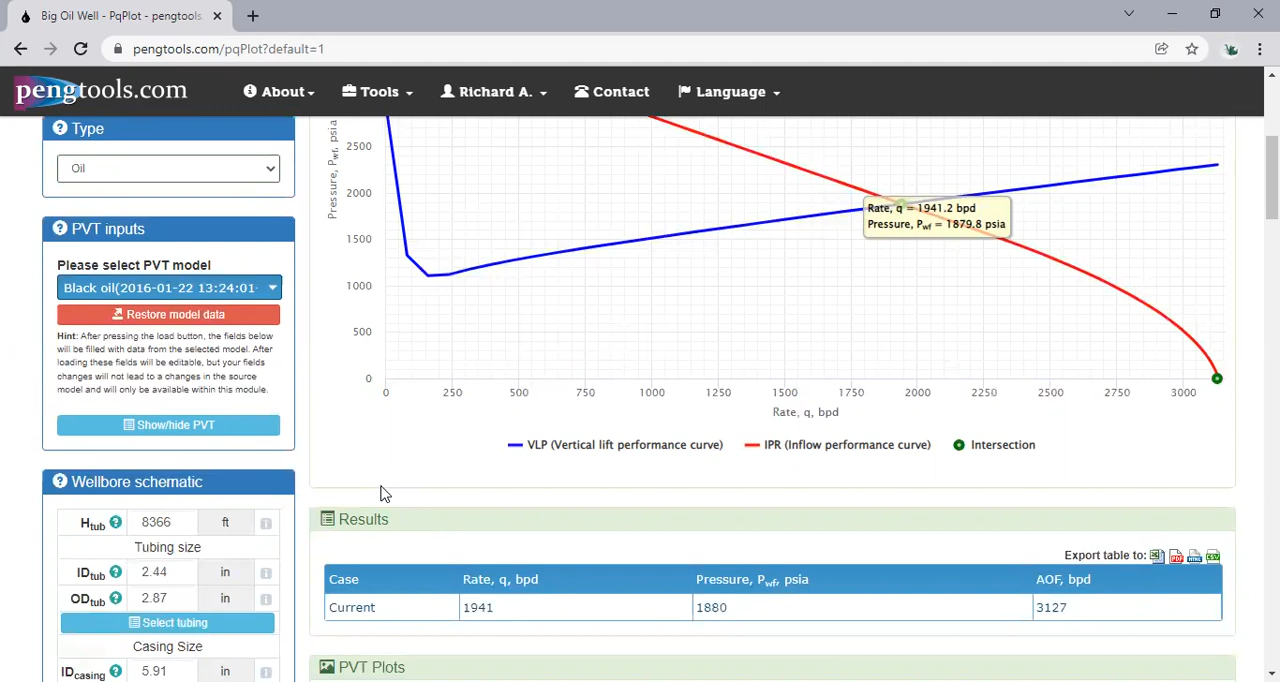 Big Oil Well - PqPlot - pengtools.
pengtools.com/pqPlot?default=1
pengtools.com
About
Tools
Richard A.
Contact
Language
Type
Oil
PVT inputs
Please select PVT model
Black oil(2016-01-22 13:24:01-
Restore model data
Hint: After pressing the load button, the fields below
will be filled with data from the selected model. After
loading these fields will be editable, but your fields
changes will not lead to a changes in the source
model and will only be available within this module.
Show/hide PVT
Wellbore schematic
Htub 8366 ft
Tubing size
IDtub 2.44 in
ODtub 2.87 in
Select tubing
Casing Size
IDcasing 5.91 in
Pressure, Pwf, psia
2500
2000
1500
1000
500
0
0 250 500 750 1000 1250 1500 1750 2000 2250 2500 2750 3000
Rate, q, bpd
Rate, q = 1941.2 bpd
Pressure, Pwf = 1879.8 psia
VLP (Vertical lift performance curve) IPR (Inflow performance curve) Intersection
Results
Export table to:
Case Rate, q, bpd Pressure, Pwf, psia AOF, bpd
Current 1941 1880 3127
PVT Plots